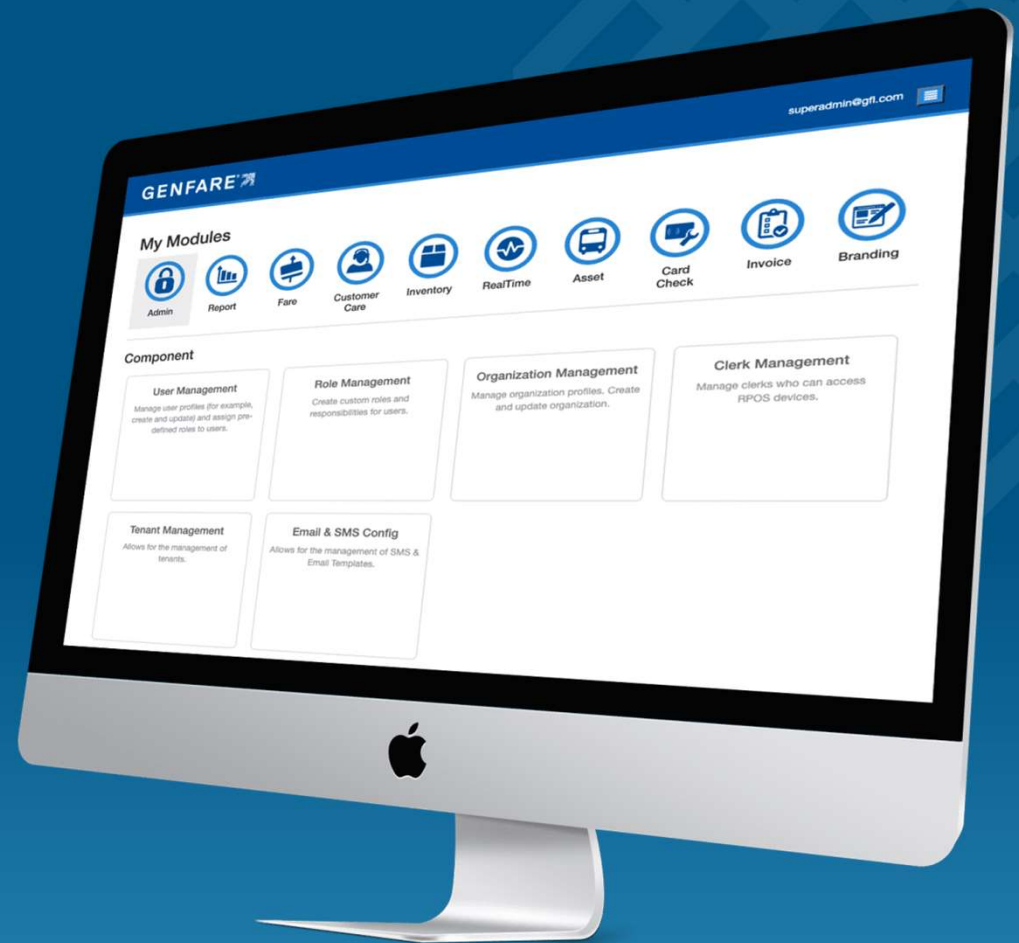 superadmin@gfl.com
GENFARE
My Modules
Admin
Report
Fare
Customer
Care
Inventory
RealTime
Asset
Card
Check
Invoice
Branding
Component
User Management
Manage user profiles (for example,
create and update) and assign pre-
defined roles to users.
Role Management
Create custom roles and
responsibilities for users.
Organization Management
Manage organization profiles. Create
and update organization.
Clerk Management
Manage clerks who can access
RPOS devices.
Tenant Management
Allows for the management of
tenants.
Email & SMS Config
Allows for the management of SMS &
Email Templates.